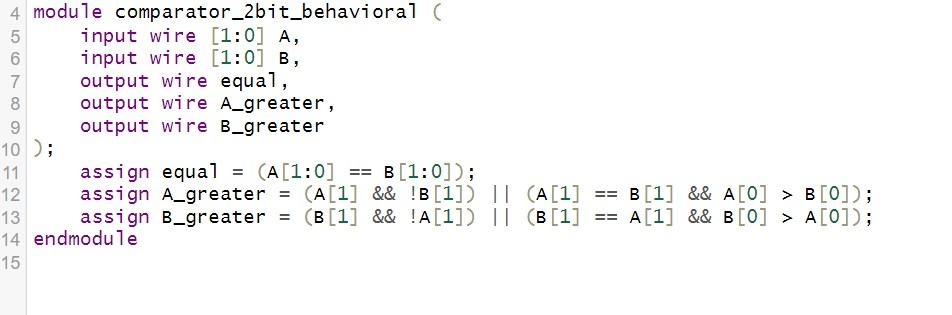 4 module comparator_2bit_behavioral (
5     input wire [1:0] A,
6     input wire [1:0] B,
7     output wire equal,
8     output wire A_greater,
9     output wire B_greater
10 );
11     assign equal = (A[1:0] == B[1:0]);
12     assign A_greater = (A[1] && !B[1]) || (A[1] == B[1] && A[0] > B[0]);
13     assign B_greater = (B[1] && !A[1]) || (B[1] == A[1] && B[0] > A[0]);
14 endmodule
15